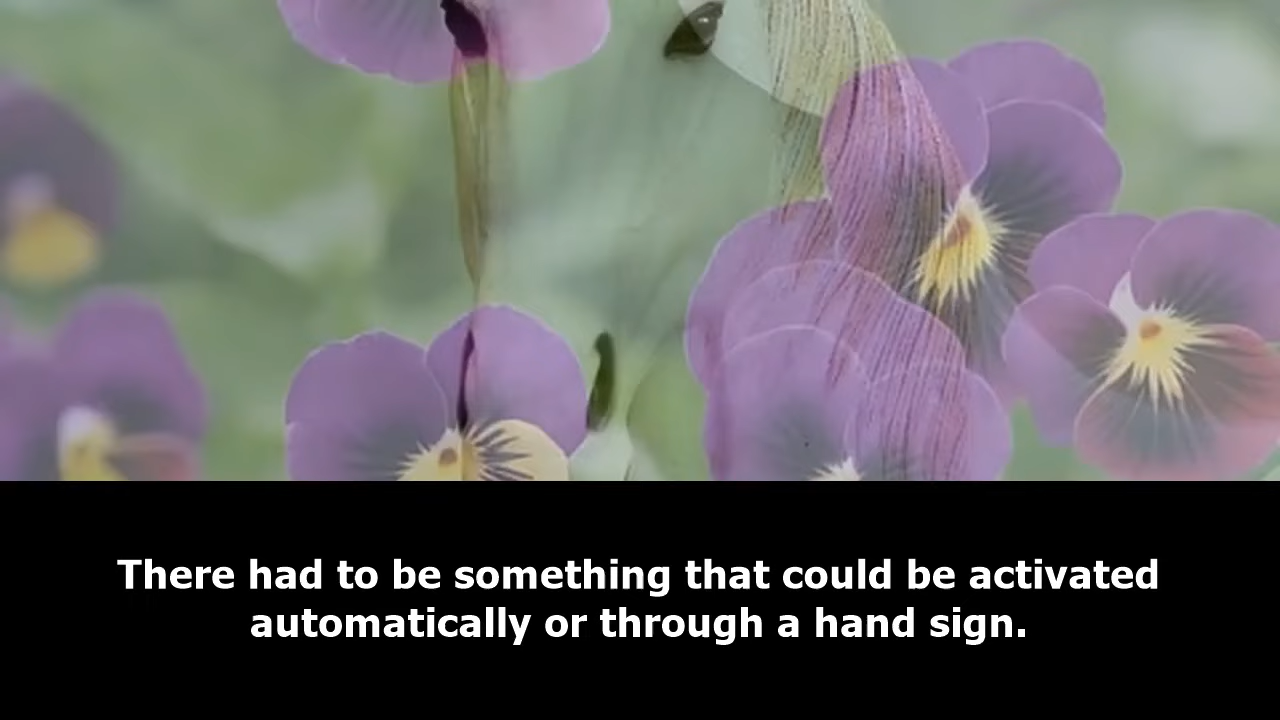 There had to be something that could be activated
automatically or through a hand sign.